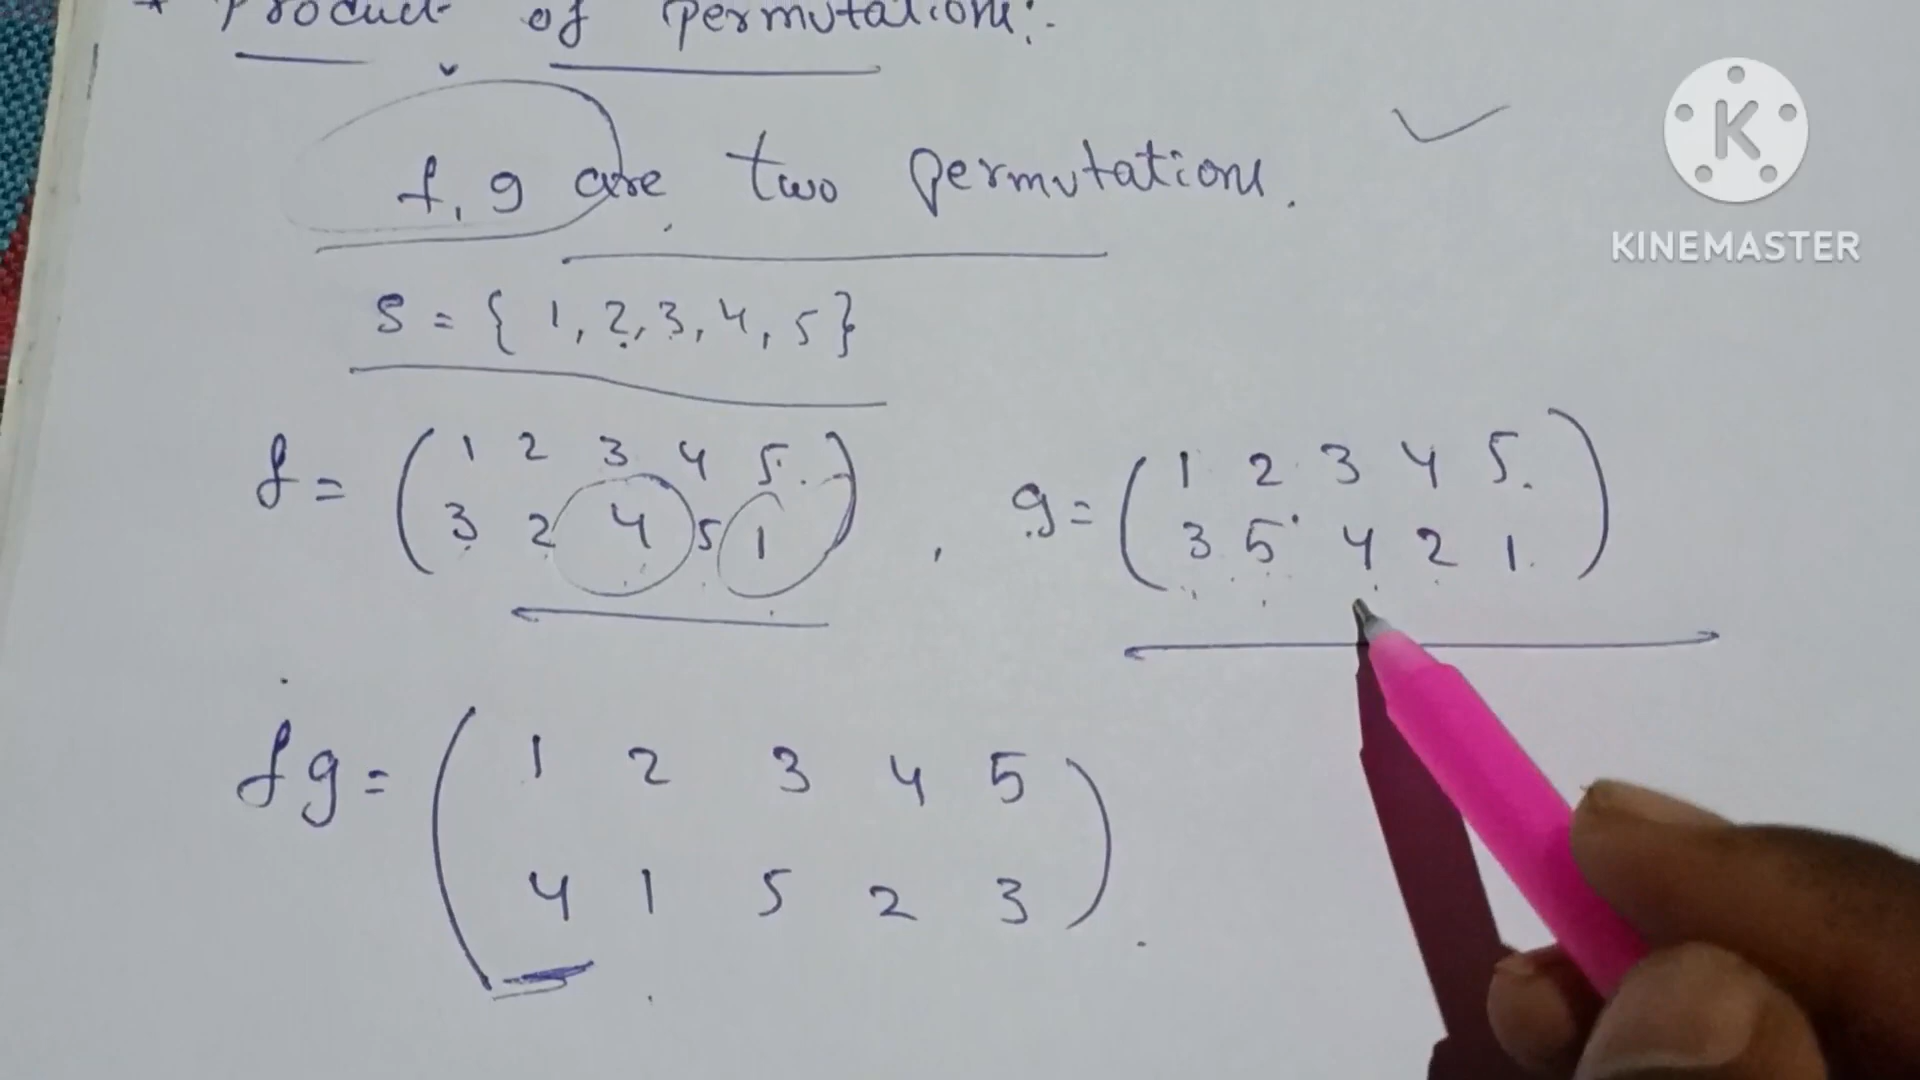 * Product of permutations:-
f, g are two permutations.
K
KINEMASTER
S = { 1, 2, 3, 4, 5 }
f = ( 1 2 3 4 5. )
( 3 2 4 5 1 ) ,
g = ( 1 2 3 4 5. )
( 3 5 4 2 1. )
fg = ( 1 2 3 4 5 )
( 4 1 5 2 3 ) .